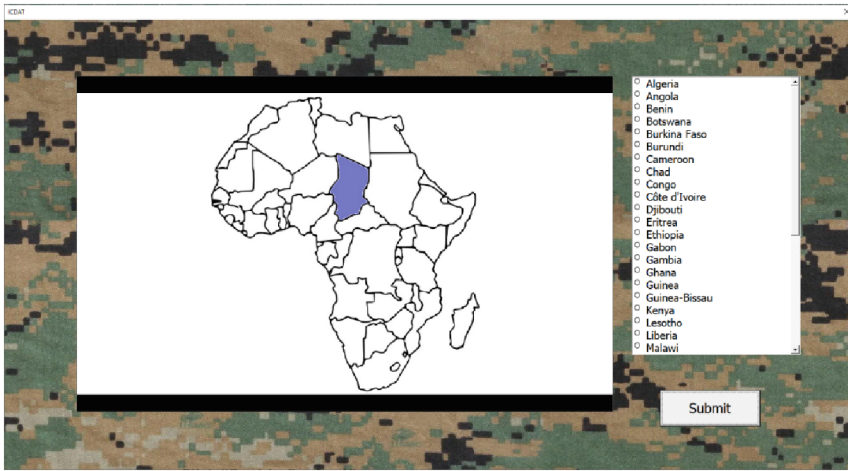 ICDAT
Algeria
Angola
Benin
Botswana
Burkina Faso
Burundi
Cameroon
Chad
Congo
Côte d'Ivoire
Djibouti
Eritrea
Ethiopia
Gabon
Gambia
Ghana
Guinea
Guinea-Bissau
Kenya
Lesotho
Liberia
Malawi
Submit